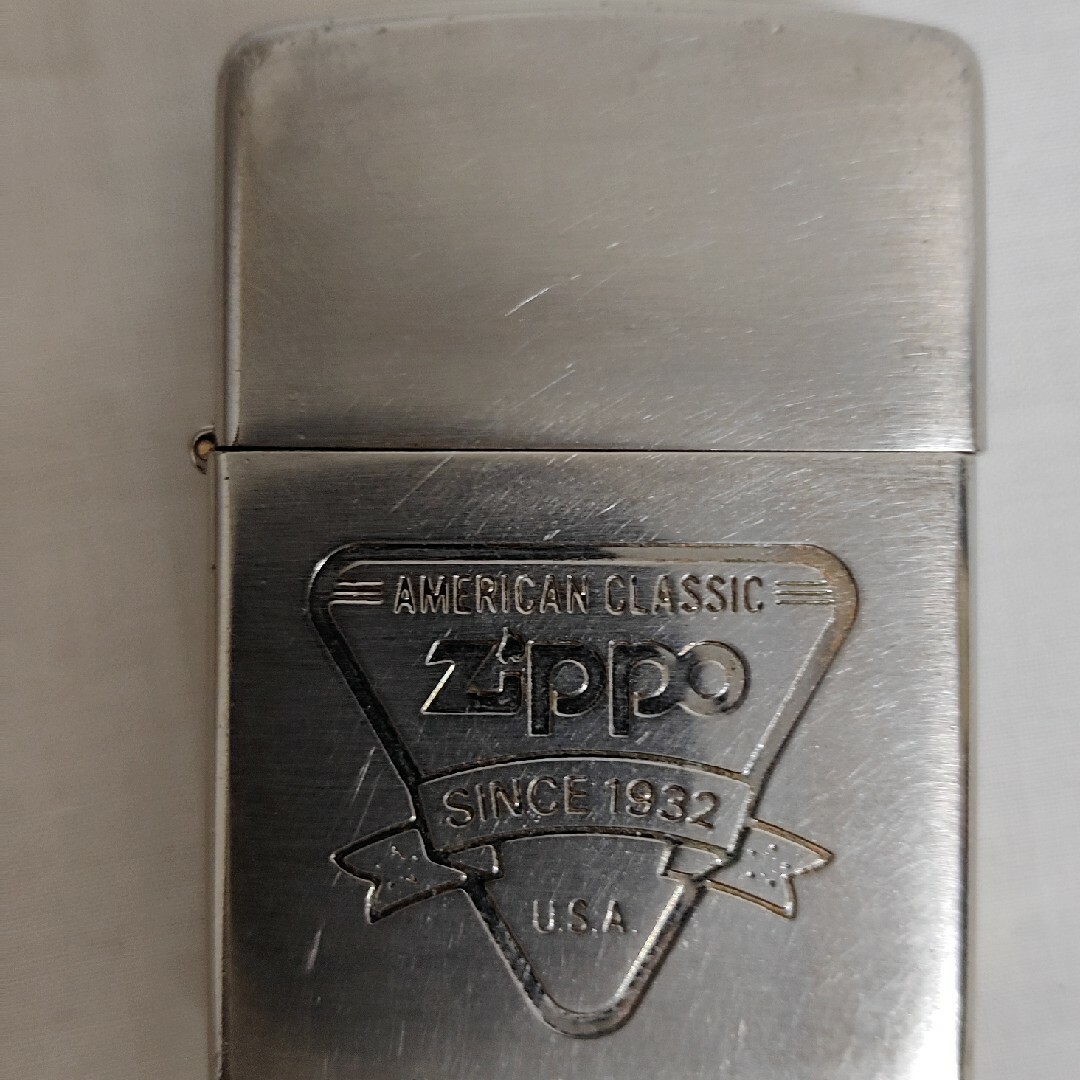 AMERICAN CLASSIC
Zippo
SINCE 1932
U.S.A.